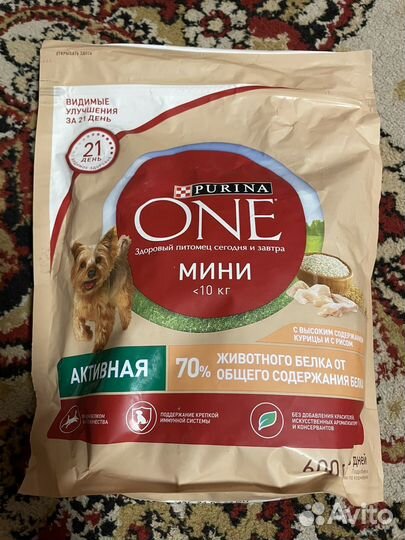 ОТКРЫВАТЬ ЗДЕСЬ
ВИДИМЫЕ
УЛУЧШЕНИЯ
ЗА 21 ДЕНЬ
21
ДЕНЬ
PURINA
ONE
Здоровый питомец сегодня и завтра
МИНИ
<10 кг
С ВЫСОКИМ СОДЕРЖАНИЕМ
КУРИЦЫ И С РИСОМ
АКТИВНАЯ
70% ЖИВОТНОГО БЕЛКА ОТ
ОБЩЕГО СОДЕРЖАНИЯ БЕЛКА
ПОДДЕРЖАНИЕ КРЕПКОЙ
ИММУННОЙ СИСТЕМЫ
БЕЗ ДОБАВЛЕНИЯ КРАСИТЕЛЕЙ,
ИСКУССТВЕННЫХ АРОМАТИЗАТОРОВ
И КОНСЕРВАНТОВ
600 г
дней
Avito